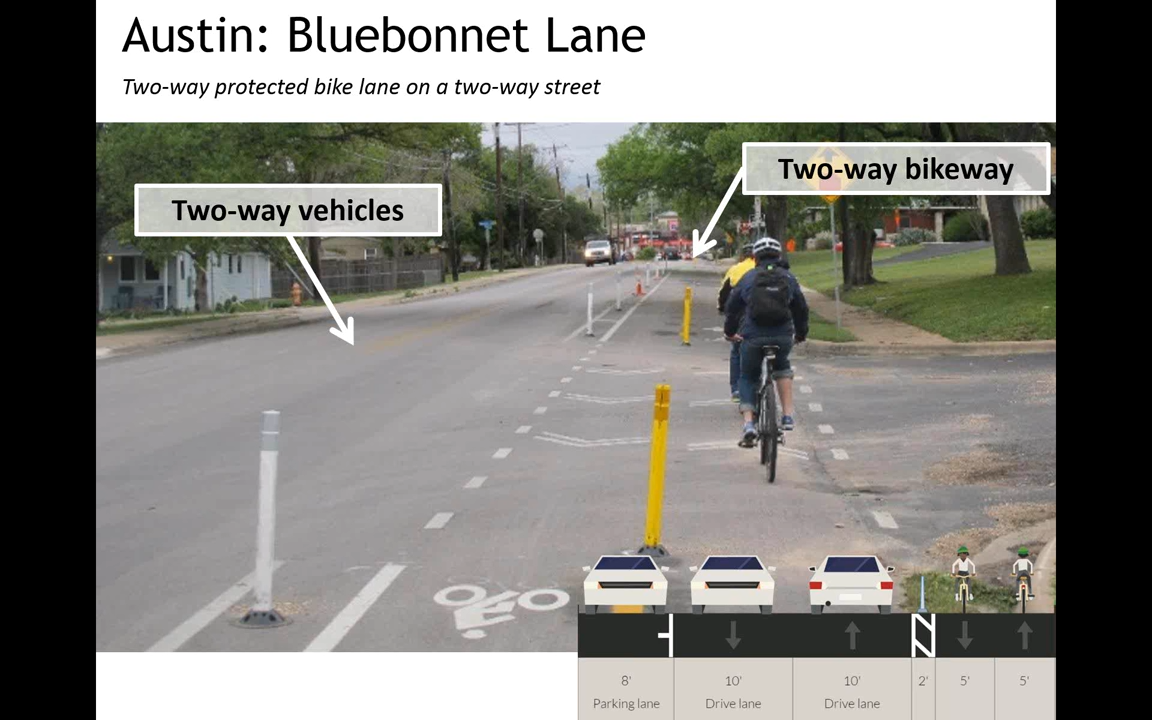 Austin: Bluebonnet Lane
Two-way protected bike lane on a two-way street
Two-way bikeway
Two-way vehicles
8' 10' 10' 2' 5' 5'
Parking lane Drive lane Drive lane